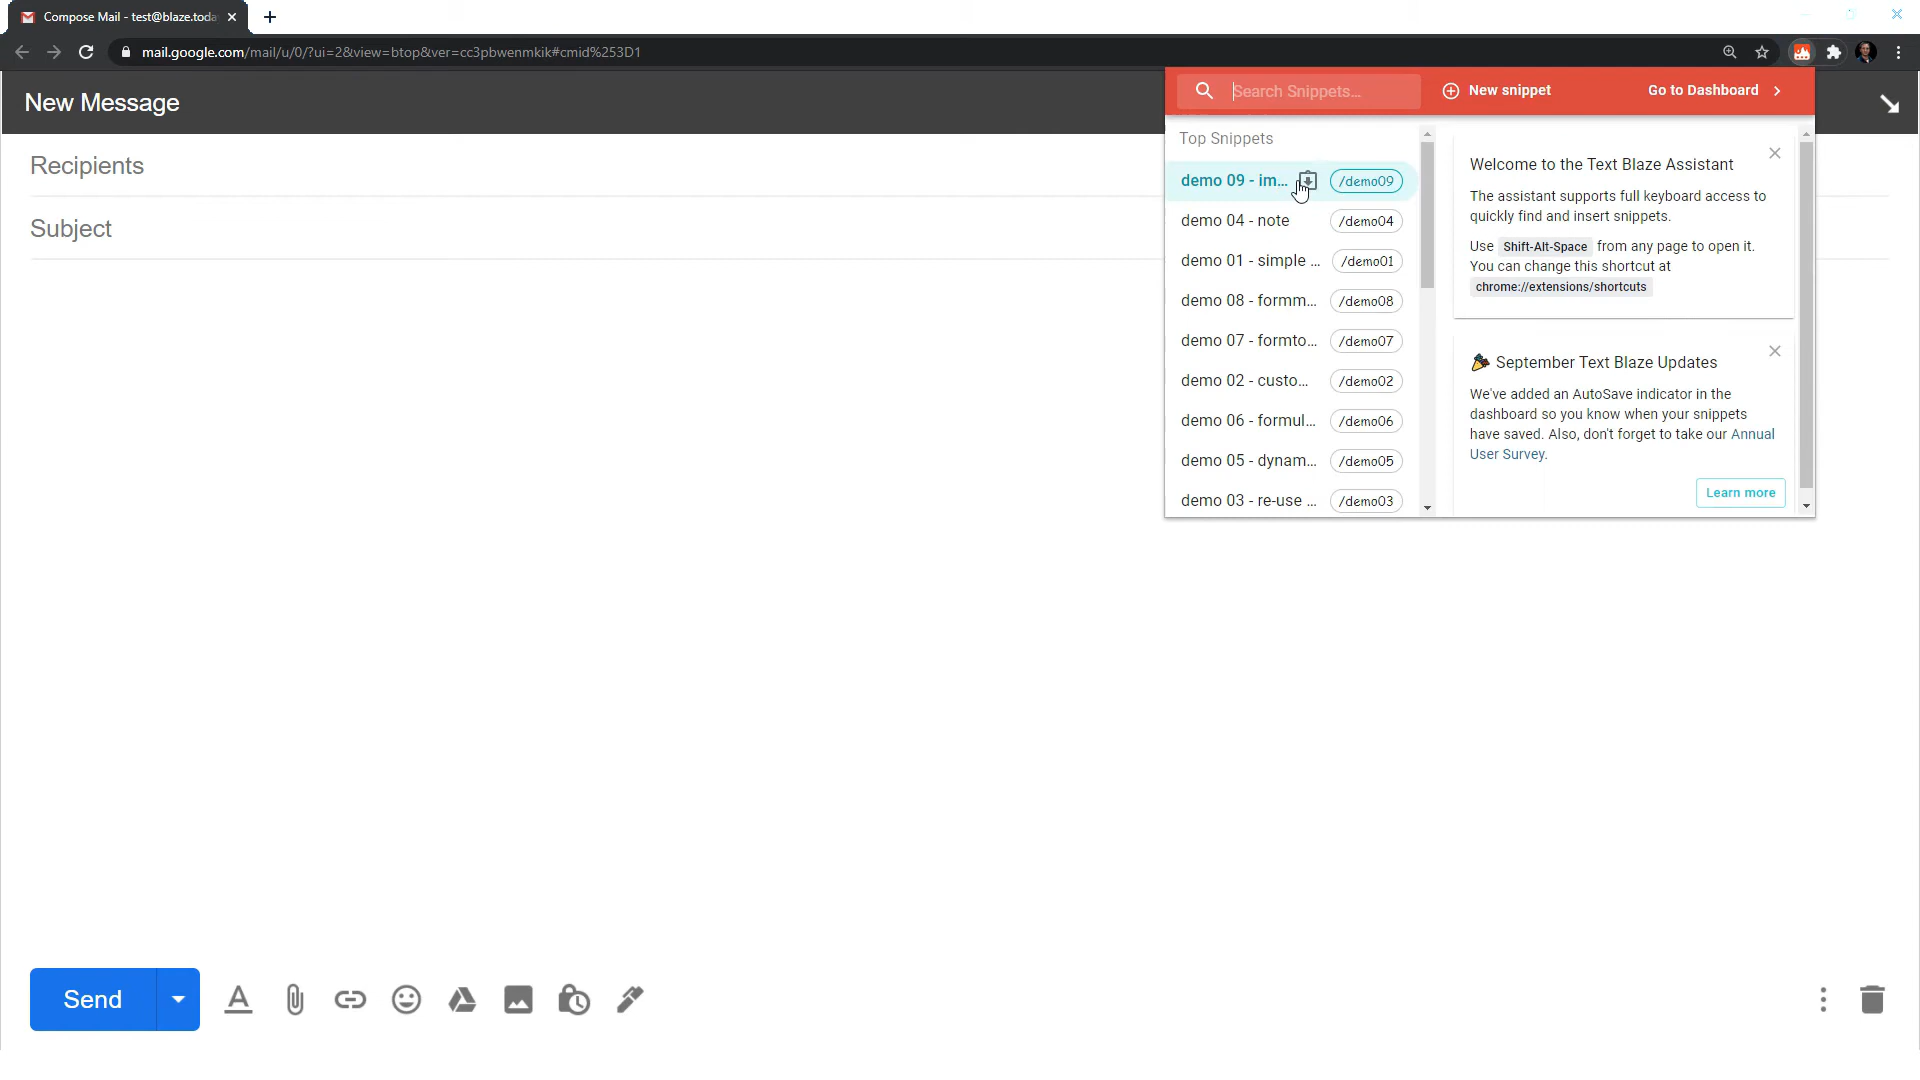 Compose Mail - test@blaze.toda
mail.google.com/mail/u/0/?ui=2&view=btop&ver=cc3pbwenmkik#cmid%253D1
New Message
Search Snippets...
New snippet
Go to Dashboard
Recipients
Subject
Top Snippets
demo 09 - im... /demo09
demo 04 - note /demo04
demo 01 - simple ... /demo01
demo 08 - formm... /demo08
demo 07 - formto... /demo07
demo 02 - custo... /demo02
demo 06 - formul... /demo06
demo 05 - dynam... /demo05
demo 03 - re-use ... /demo03
Welcome to the Text Blaze Assistant
The assistant supports full keyboard access to
quickly find and insert snippets.
Use Shift-Alt-Space from any page to open it.
You can change this shortcut at
chrome://extensions/shortcuts
September Text Blaze Updates
We've added an AutoSave indicator in the
dashboard so you know when your snippets
have saved. Also, don't forget to take our Annual
User Survey.
Learn more
Send